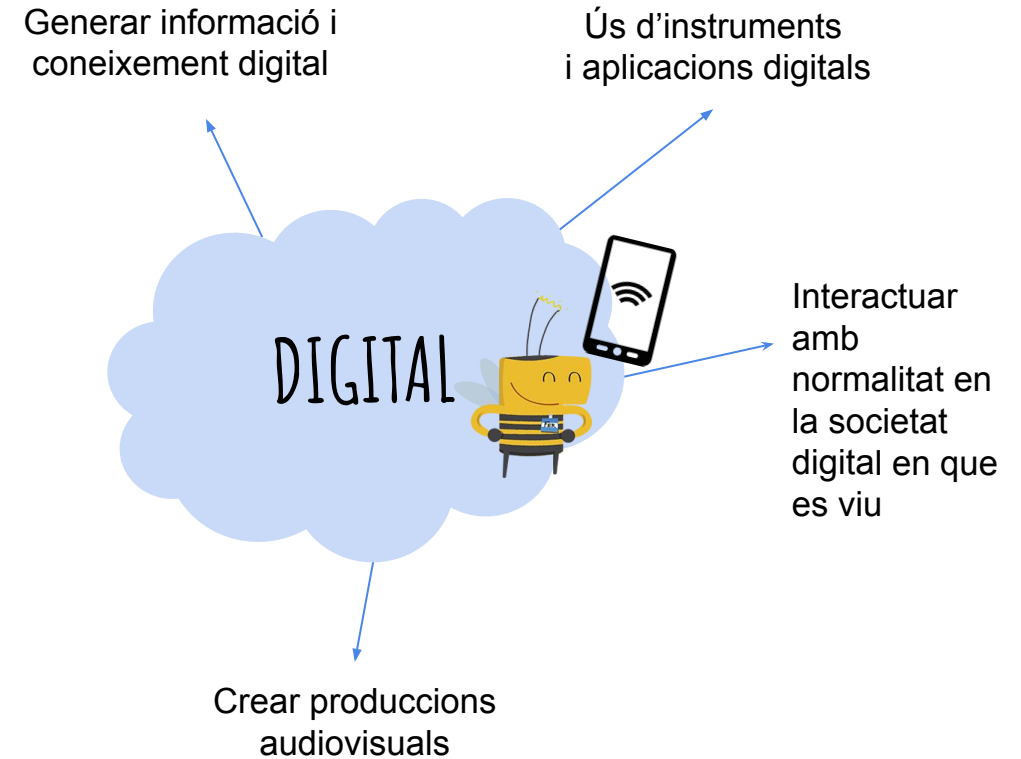 Generar informació i
coneixement digital
Ús d’instruments
i aplicacions digitals
DIGITAL
Interactuar
amb
normalitat en
la societat
digital en que
es viu
Crear produccions
audiovisuals